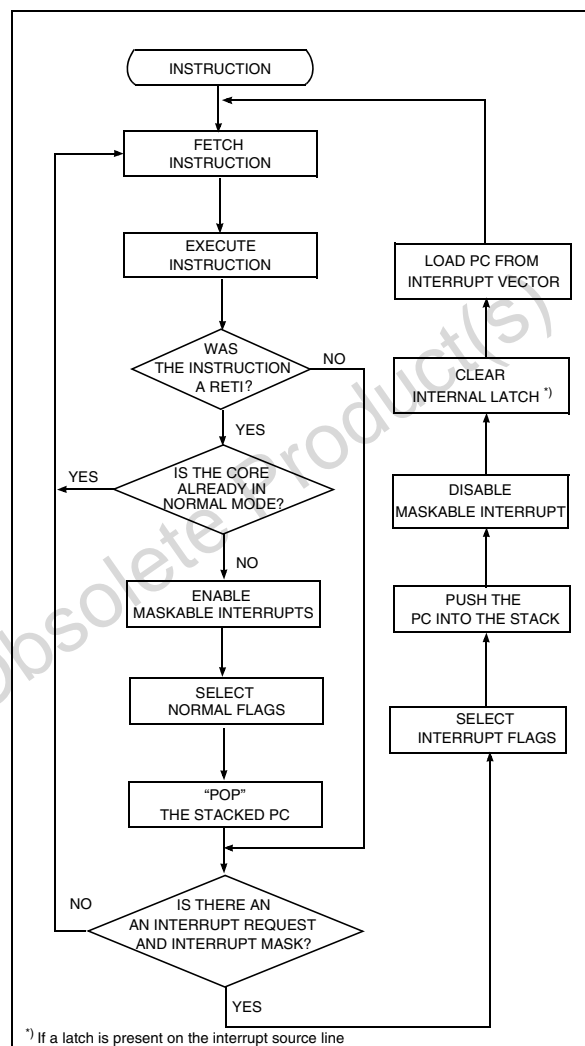 INSTRUCTION
FETCH
INSTRUCTION
EXECUTE
INSTRUCTION
WAS
THE INSTRUCTION
A RETI?
NO
YES
IS THE CORE
ALREADY IN
NORMAL MODE?
YES
NO
ENABLE
MASKABLE INTERRUPTS
SELECT
NORMAL FLAGS
“POP”
THE STACKED PC
IS THERE AN
AN INTERRUPT REQUEST
AND INTERRUPT MASK?
NO
YES
SELECT
INTERRUPT FLAGS
PUSH THE
PC INTO THE STACK
DISABLE
MASKABLE INTERRUPT
CLEAR
INTERNAL LATCH *)
LOAD PC FROM
INTERRUPT VECTOR
*) If a latch is present on the interrupt source line
Obsolete Product(s)